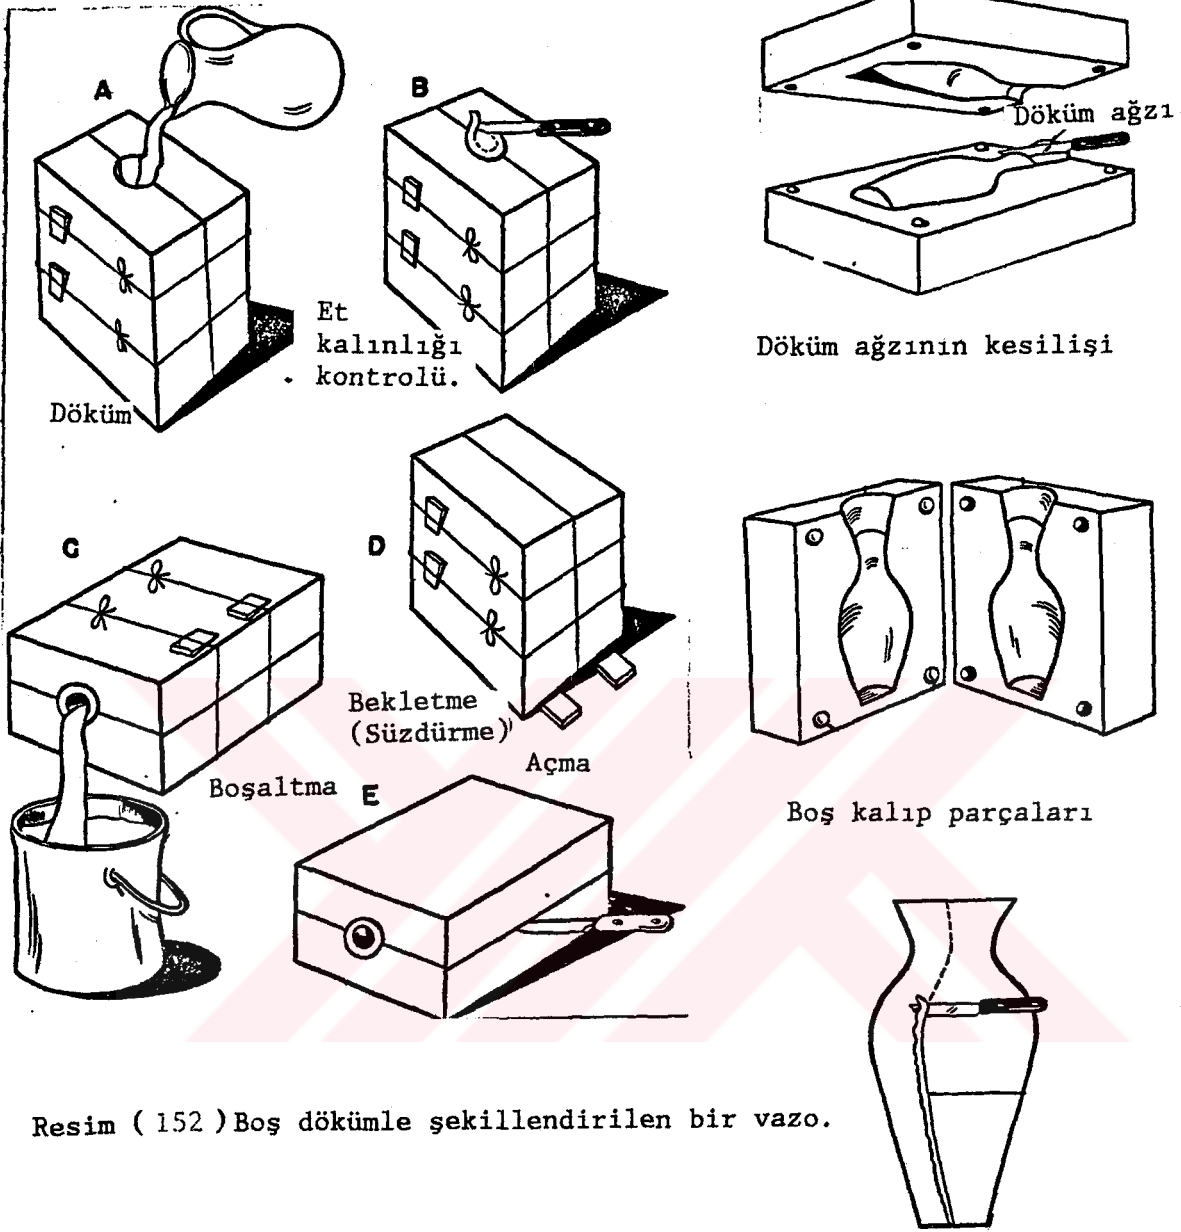 A
B
Döküm ağzı
Et
kalınlığı
kontrolü.
Döküm
Döküm ağzının kesilişi
C
D
Bekletme
(Süzdürme)
Açma
Boşaltma
E
Boş kalıp parçaları
Resim ( 152 ) Boş dökümle şekillendirilen bir vazo.